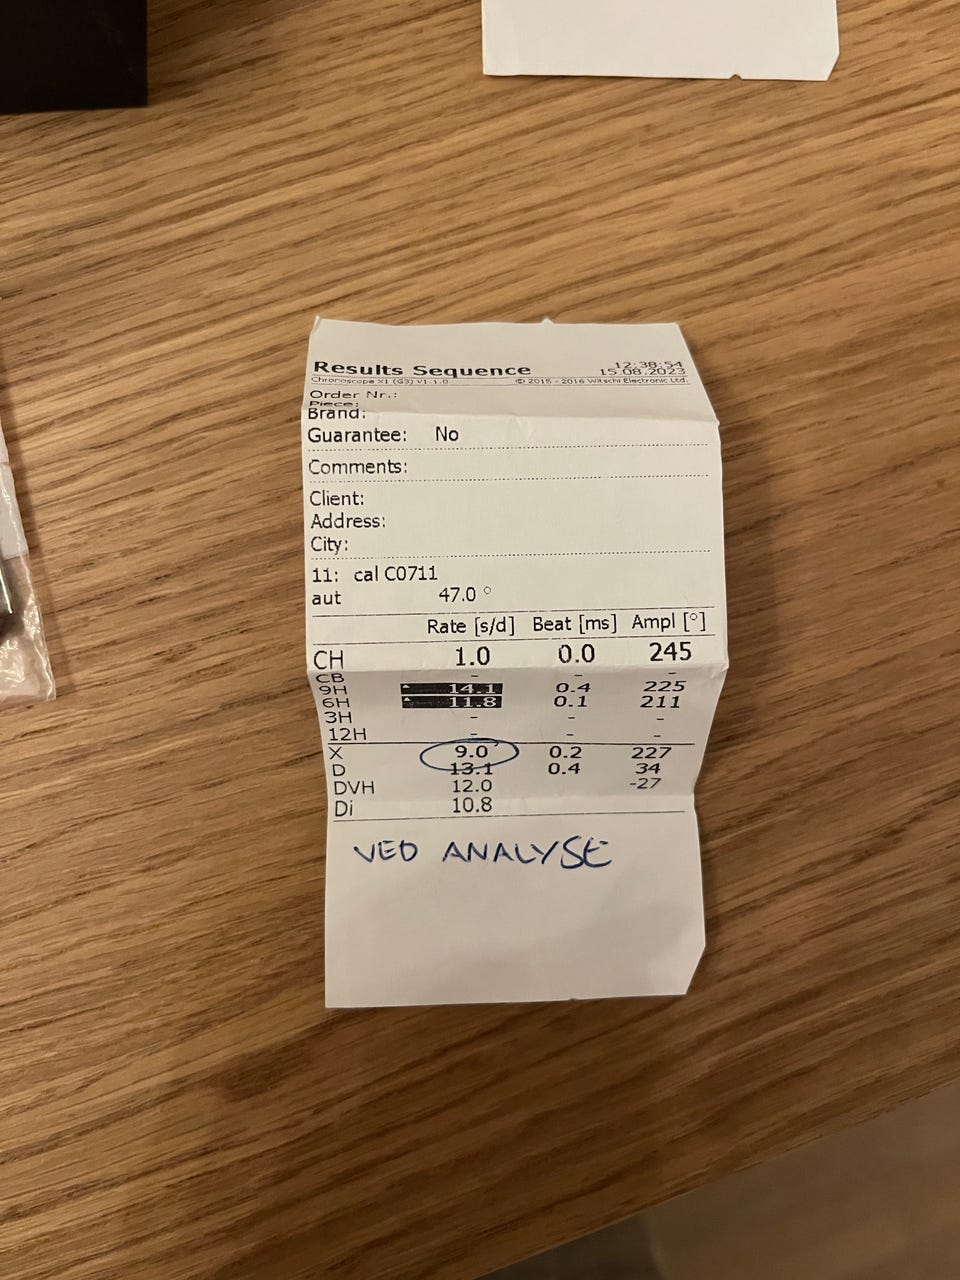 Results Sequence 12:38:54
15.08.2023
Chronoscope X1 (G3) V1.1.0 © 2015 - 2016 Witschi Electronic Ltd.
Order Nr.:
Piece:
Brand:
Guarantee: No
Comments:
Client:
Address:
City:
11: cal C0711
aut 47.0 °
Rate [s/d] Beat [ms] Ampl [°]
CH 1.0 0.0 245
CB - - -
9H 14.1 0.4 225
6H 11.8 0.1 211
3H - - -
12H - - -
X 9.0 0.2 227
D 13.1 0.4 34
DVH 12.0 -27
Di 10.8
VED ANALYSE